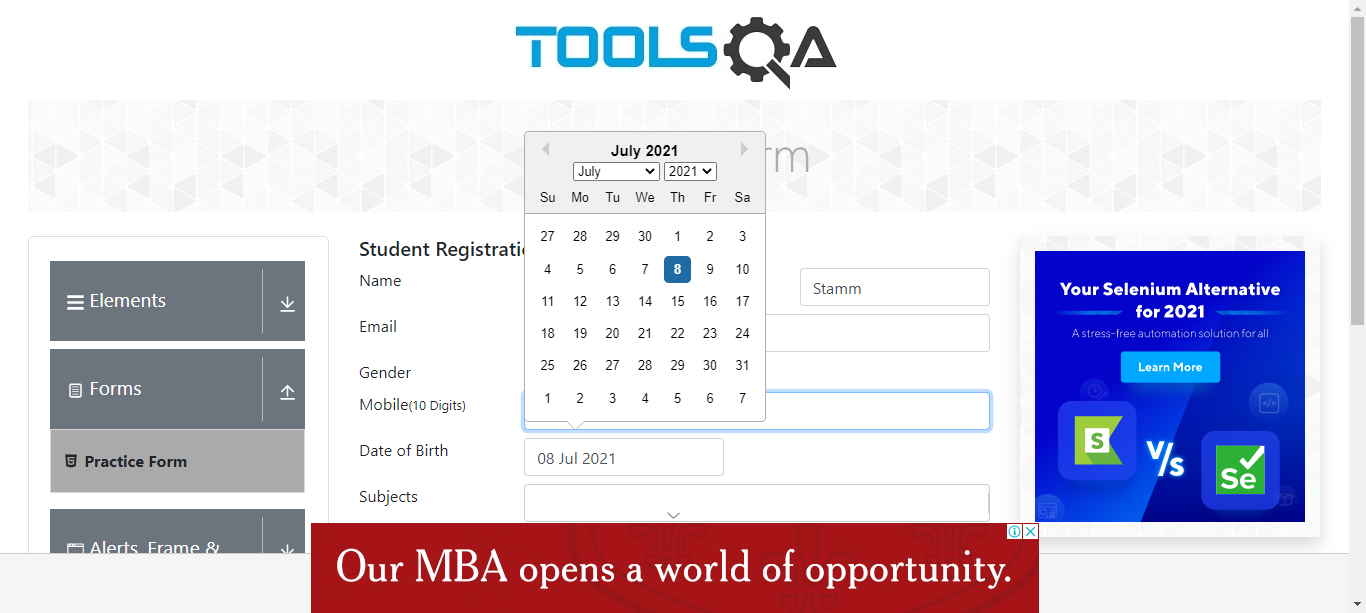 TOOLSQA
rm
July 2021
July 2021
Su Mo Tu We Th Fr Sa
27 28 29 30 1 2 3
4 5 6 7 8 9 10
11 12 13 14 15 16 17
18 19 20 21 22 23 24
25 26 27 28 29 30 31
1 2 3 4 5 6 7
Elements
Forms
Practice Form
Alerts, Frame &
Student Registrati
Name
Stamm
Email
Gender
Mobile(10 Digits)
Date of Birth
08 Jul 2021
Subjects
Your Selenium Alternative
for 2021
A stress-free automation solution for all
Learn More
S
V/s
Se
Our MBA opens a world of opportunity.